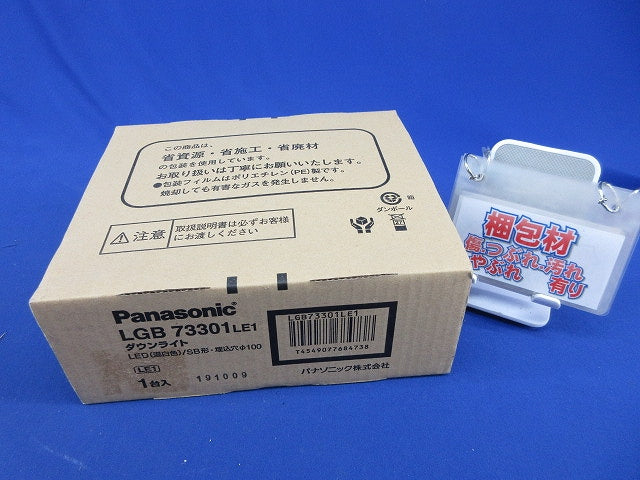 この商品は、
省資源・省施工・省廃材
の包装を使用しています。
お取り扱いは丁寧にお願いいたします。
●包装フィルムはポリエチレン(PE)製です。
焼却しても有害なガスを発生しません。
注意
取扱説明書は必ずお客様
にお渡しください
ダンボール
箱
Panasonic
LGB 73301 LE1
ダウンライト
LED(温白色)/SB形・埋込穴φ100
LE1
1台入
191009
LGB73301LE1
T4549077684738
パナソニック株式会社
梱包材
傷つぶれ・汚れ
やぶれ 有り